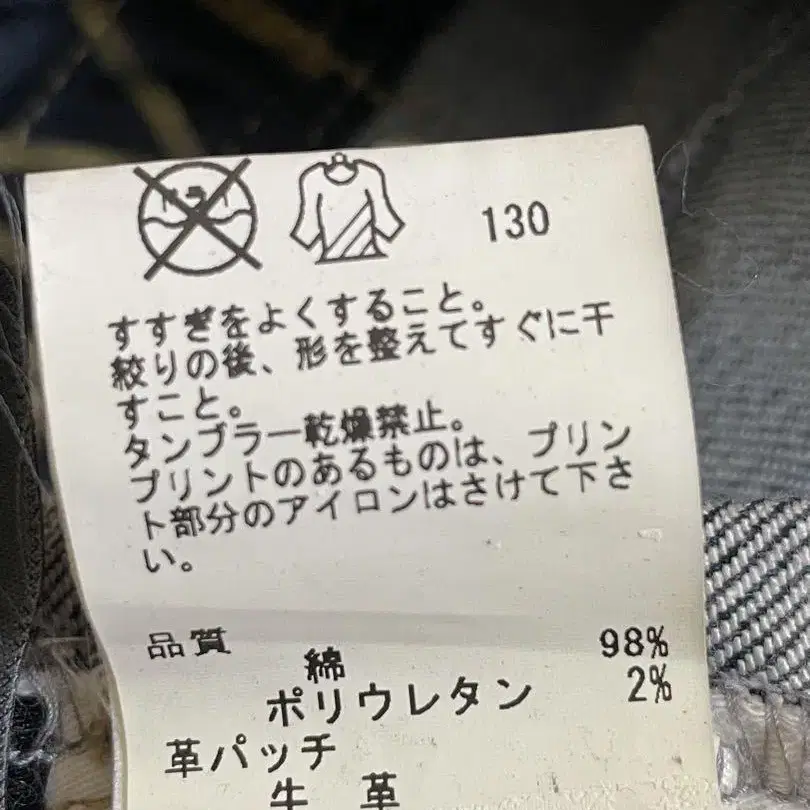 ドライ
130
すすぎをよくすること。
絞りの後、形を整えてすぐに干
すこと。
タンブラー乾燥禁止。
プリントのあるものは、プリン
ト部分のアイロンはさけて下さ
い。
品質
綿 98%
ポリウレタン 2%
革パッチ
牛 革